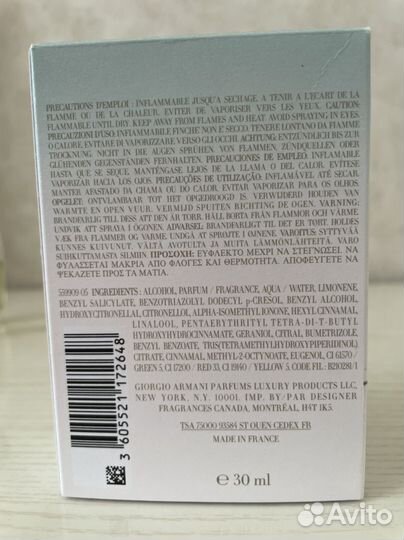 PRECAUTIONS D'EMPLOI : INFLAMMABLE JUSQU'A SECHAGE. A TENIR A L'ECART DE LA
FLAMME OU DE LA CHALEUR. EVITER DE VAPORISER VERS LES YEUX. CAUTION:
FLAMMABLE UNTIL DRY. KEEP AWAY FROM FLAMES AND HEAT AVOID SPRAYING IN EYES.
PRECAUZIONI D'USO: INFIAMMABILE FINCHE NON E' SECCO. TENERE LONTANO DA FIAMME
O CALORE, EVITARE DI VAPORIZZARE VERSO GLI OCCHI ACHTUNG: ENTZÜNDLICH BIS ZUR
TROCKNUNG. NICHT IN DIE AUGEN SPRÜHEN VON FLAMMEN, ZÜNDQUELLEN ODER
GLÜHENDEN GEGENSTÄNDEN FERNHALTEN. PRECAUCIONES DE EMPLEO: INFLAMABLE
HASTA QUE SE SEQUE. MANTÉNGASE LEJOS DE LA LLAMA O DEL CALOR. EVÍTESE
VAPORIZAR HACIA LOS OJOS. PRECAUÇÕES DE UTILIZAÇÃO: INFLAMÁVEL ATÉ SECAR.
MANTER AFASTADO DA CHAMA OU DO CALOR. EVITAR VAPORIZAR PARA OS OLHOS.
OPGELET: ONTVLAMBAAR TOT HET OPGEDROOGD IS. VERWIJDERD HOUDEN VAN
WARMTE EN OPEN VUUR. VERMIJD SPUITEN RICHTING DE OGEN. VARNING:
BRANDFARLIG TILL DESS ATT DEN ÄR TORR. HÅLL BORTA FRÅN FLAMMOR OCH VÄRME
UNDVIK ATT SPRAYA I ÖGONEN. ADVARSEL: BRANDFARLIGT TIL DET ER TØRT. HOLDES
VÆK FRA FLAMMER OG VARME. UNDGÅ AT SPRØJTE I ØJNENE. VAROITUS: SYTTYVÄÄ
KUNNES KUIVUNUT. VÄLTÄ AVOTULTA JA MUITA LÄMMÖNLÄHTEITÄ. VARO
SUIHKUTTAMASTA SILMIIN. ΠΡΟΣΟΧΗ: ΕΥΦΛΕΚΤΟ ΜΕΧΡΙ ΝΑ ΣΤΕΓΝΩΣΕΙ. ΝΑ
ΦΥΛΑΣΣΕΤΑΙ ΜΑΚΡΙΑ ΑΠΟ ΦΛΟΓΕΣ ΚΑΙ ΘΕΡΜΟΤΗΤΑ. ΑΠΟΦΕΥΓΕΤΕ ΝΑ
ΨΕΚΑΖΕΤΕ ΠΡΟΣ ΤΑ ΜΑΤΙΑ.
559909 05 INGREDIENTS : ALCOHOL, PARFUM / FRAGRANCE, AQUA / WATER, LIMONENE,
BENZYL SALICYLATE, BENZOTRIAZOLYL DODECYL p-CRESOL, BENZYL ALCOHOL,
HYDROXYCITRONELLAL, CITRONELLOL, ALPHA-ISOMETHYL IONONE, HEXYL CINNAMAL,
LINALOOL, PENTAERYTHRITYL TETRA-DI-T-BUTYL
HYDROXYHYDROCINNAMATE, GERANIOL, CITRAL, BUMETRIZOLE,
BENZYL BENZOATE, TRIS(TETRAMETHYLHYDROXYPIPERIDINOL)
CITRATE, CINNAMAL, METHYL-2-OCTYNOATE, EUGENOL, CI 61570 /
GREEN 5, CI 17200 / RED 33, CI 19140 / YELLOW 5. CODE FIL : B210281/1
GIORGIO ARMANI PARFUMS LUXURY PRODUCTS LLC,
NEW YORK, N.Y. 10001. IMP. BY/PAR DESIGNER
FRAGRANCES CANADA, MONTRÉAL, H4T 1K5.
TSA 75000 93584 ST OUEN CEDEX FR
MADE IN FRANCE
℮ 30 ml
3 605521 172648
Avito